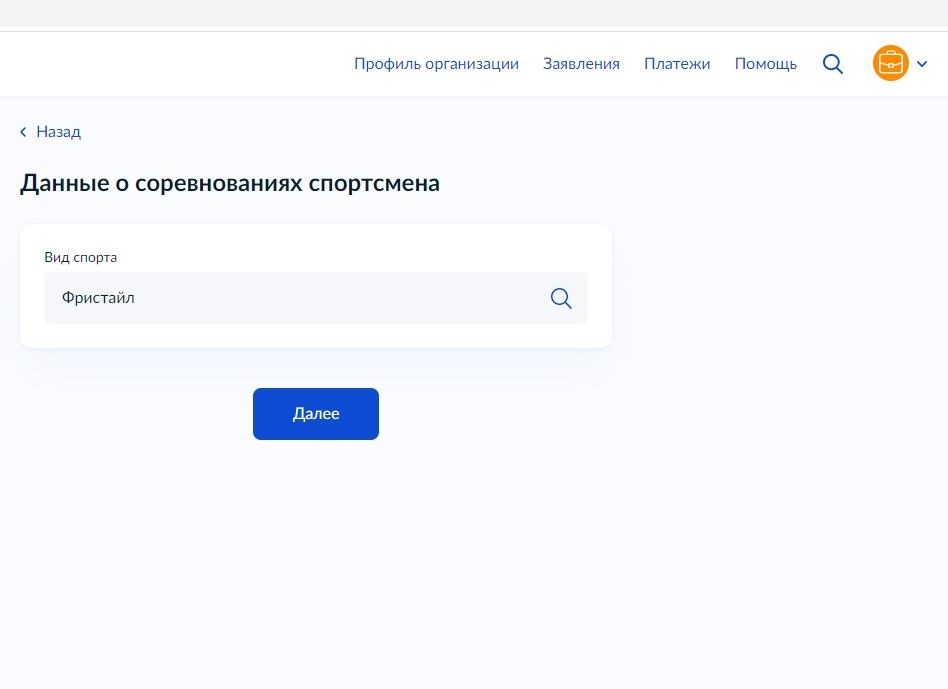 Профиль организации Заявления Платежи Помощь
Назад
Данные о соревнованиях спортсмена
Вид спорта
Фристайл
Далее